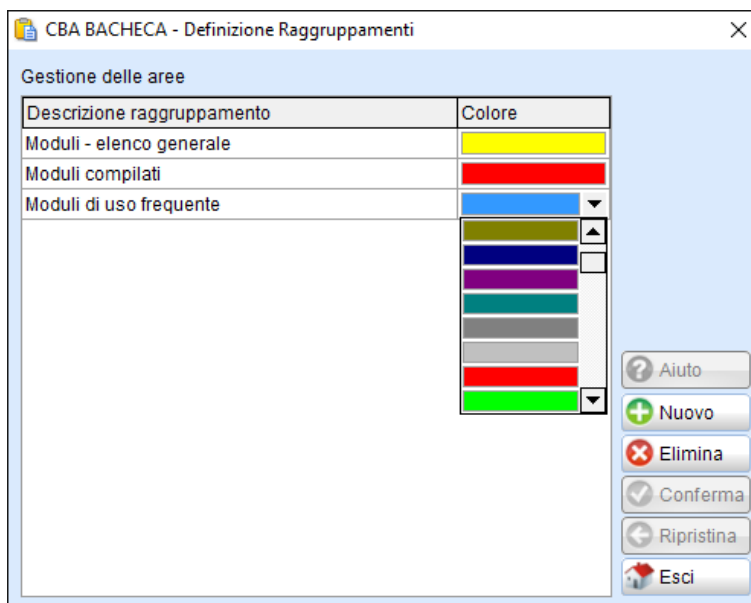 CBA BACHECA - Definizione Raggruppamenti
Gestione delle aree
Descrizione raggruppamento Colore
Moduli - elenco generale
Moduli compilati
Moduli di uso frequente
Aiuto
Nuovo
Elimina
Conferma
Ripristina
Esci